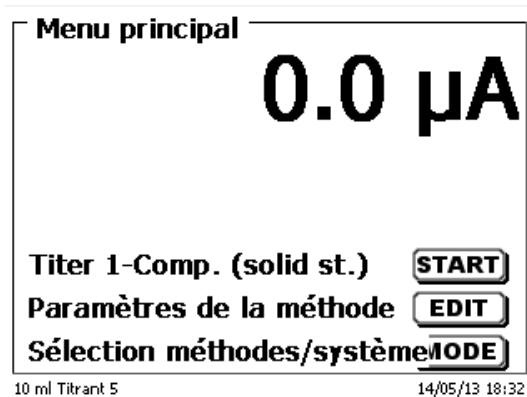 Menu principal
0.0 µA
Titer 1-Comp. (solid st.) START
Paramètres de la méthode EDIT
Sélection méthodes/système MODE
10 ml Titrant 5 14/05/13 18:32